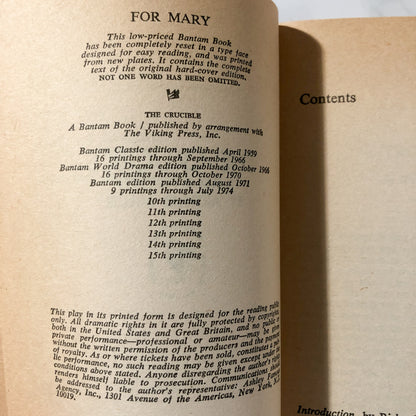 FOR MARY
This low-priced Bantam Book
has been completely reset in a type face
designed for easy reading, and was printed
from new plates. It contains the complete
text of the original hard-cover edition.
NOT ONE WORD HAS BEEN OMITTED.
THE CRUCIBLE
A Bantam Book / published by arrangement with
The Viking Press, Inc.
Bantam Classic edition published April 1959
16 printings through September 1966
Bantam World Drama edition published October 1966
16 printings through October 1970
Bantam edition published August 1971
9 printings through July 1974
10th printing
11th printing
12th printing
13th printing
14th printing
15th printing
This play in its printed form is designed for the reading public
only. All dramatic rights in it are fully protected by copyrights,
both in the United States and Great Britain, and no public or
private performance—professional or amateur—may be given
without the written permission of the producers and the payment
of royalty. As or where tickets have been sold, constitutes a pub-
lic performance, no such reading may be given except under the
conditions above stated. Anyone disregarding the author's rights
renders himself liable to prosecution. Communications should
be addressed to the author's representative: Ashley Famous
Agency, Inc., 1301 Avenue of the Americas, New York, N.Y.
10019.
Contents
Introduction by